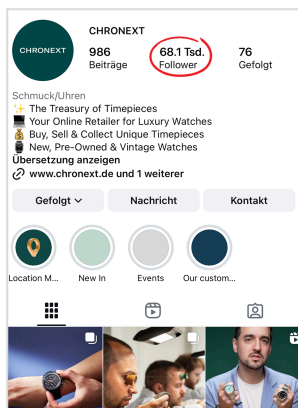 CHRONEXT
CHRONEXT
986 68.1 Tsd. 76
Beiträge Follower Gefolgt
Schmuck/Uhren
✨ The Treasury of Timepieces
💻 Your Online Retailer for Luxury Watches
💰 Buy, Sell & Collect Unique Timepieces
⌚ New, Pre-Owned & Vintage Watches
Übersetzung anzeigen
www.chronext.de und 1 weiterer
Gefolgt Nachricht Kontakt
Location M... New In Events Our custom...